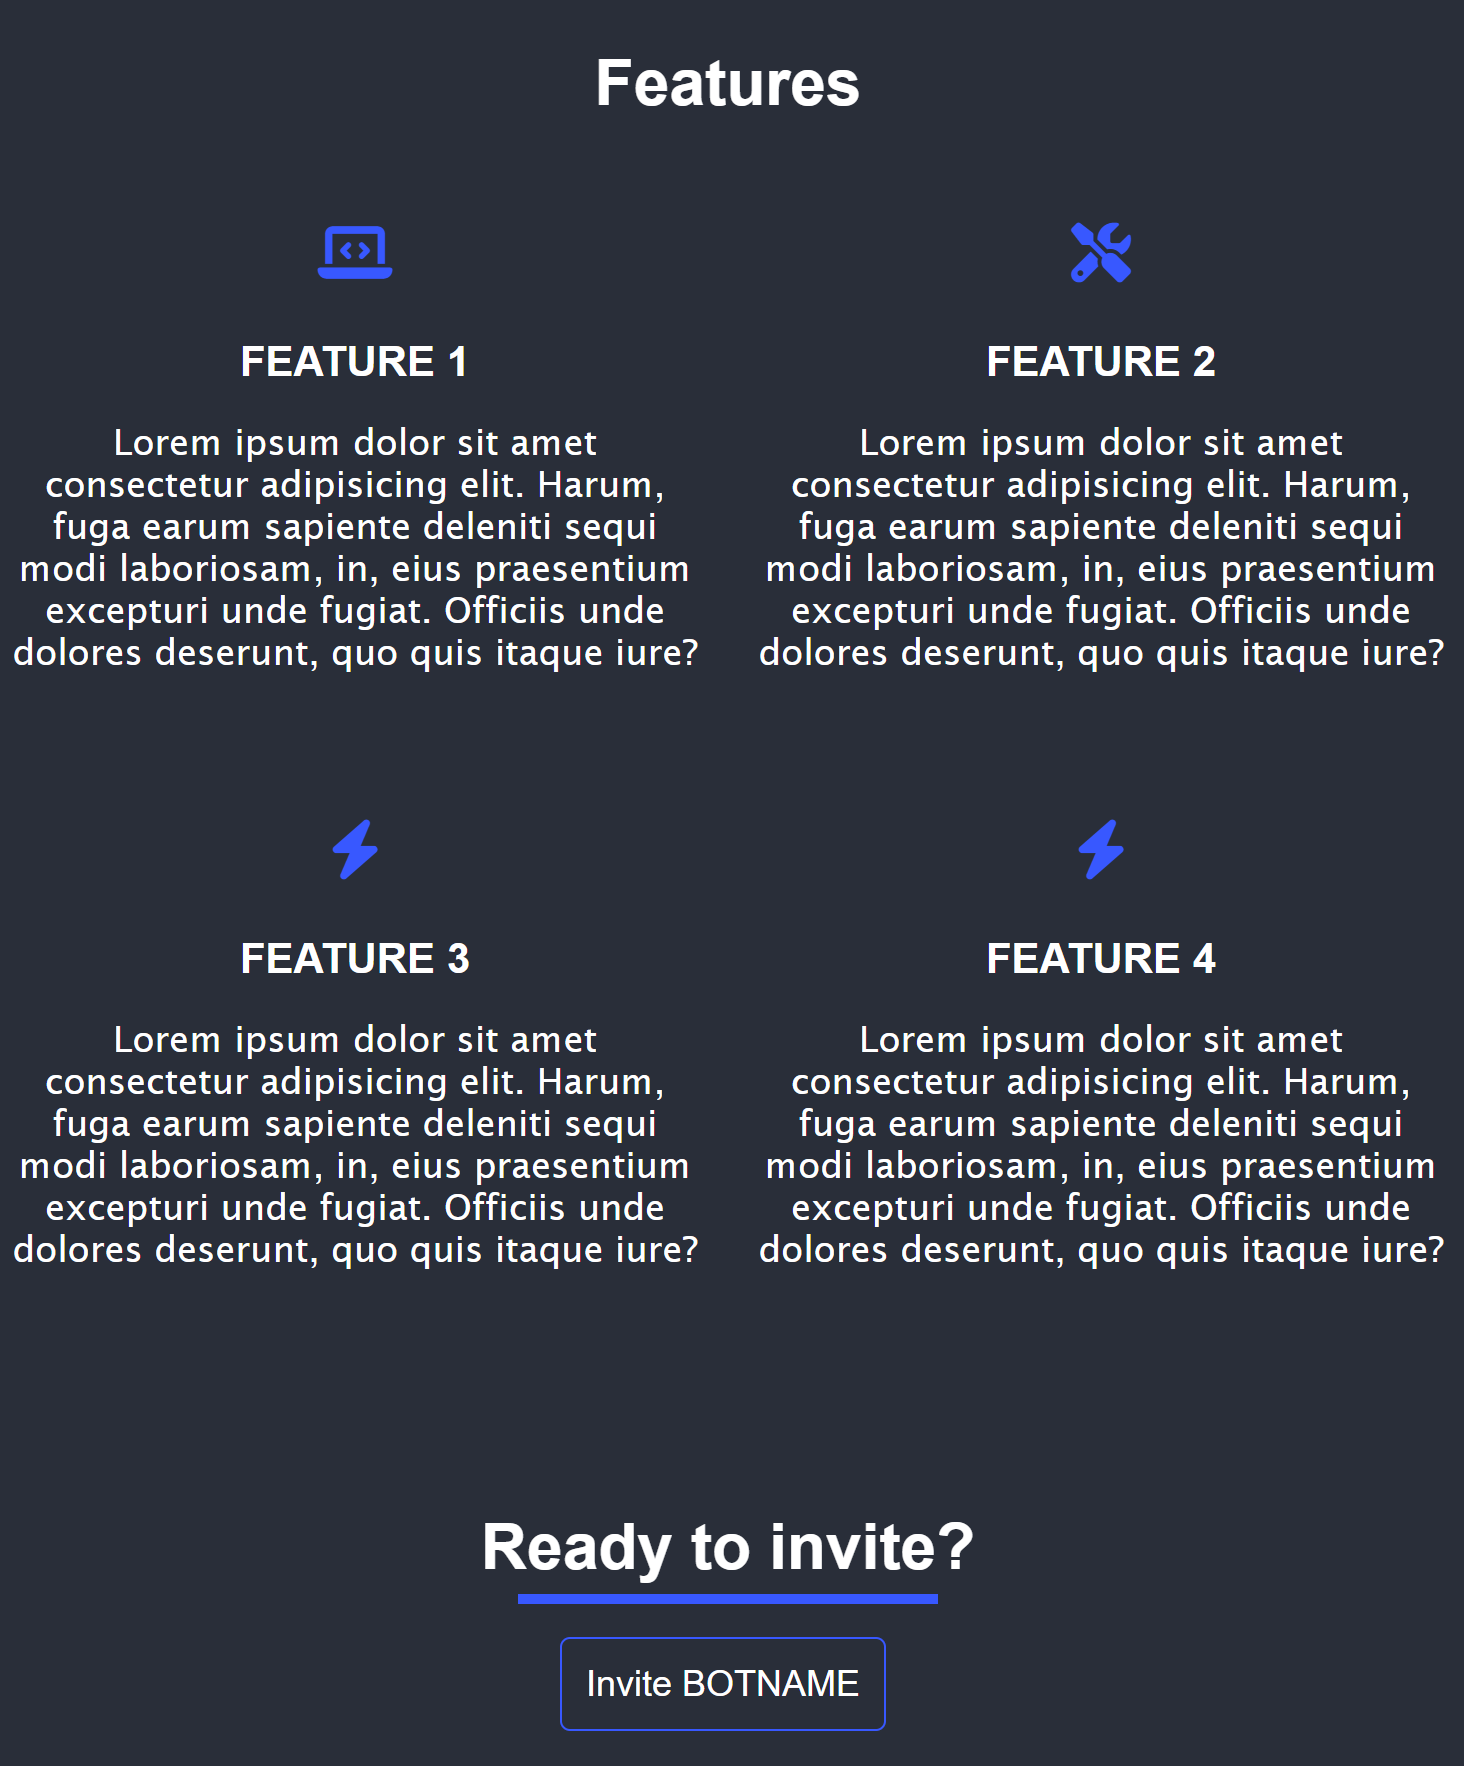 Features
FEATURE 1
Lorem ipsum dolor sit amet
consectetur adipisicing elit. Harum,
fuga earum sapiente deleniti sequi
modi laboriosam, in, eius praesentium
excepturi unde fugiat. Officiis unde
dolores deserunt, quo quis itaque iure?
FEATURE 2
Lorem ipsum dolor sit amet
consectetur adipisicing elit. Harum,
fuga earum sapiente deleniti sequi
modi laboriosam, in, eius praesentium
excepturi unde fugiat. Officiis unde
dolores deserunt, quo quis itaque iure?
FEATURE 3
Lorem ipsum dolor sit amet
consectetur adipisicing elit. Harum,
fuga earum sapiente deleniti sequi
modi laboriosam, in, eius praesentium
excepturi unde fugiat. Officiis unde
dolores deserunt, quo quis itaque iure?
FEATURE 4
Lorem ipsum dolor sit amet
consectetur adipisicing elit. Harum,
fuga earum sapiente deleniti sequi
modi laboriosam, in, eius praesentium
excepturi unde fugiat. Officiis unde
dolores deserunt, quo quis itaque iure?
Ready to invite?
Invite BOTNAME